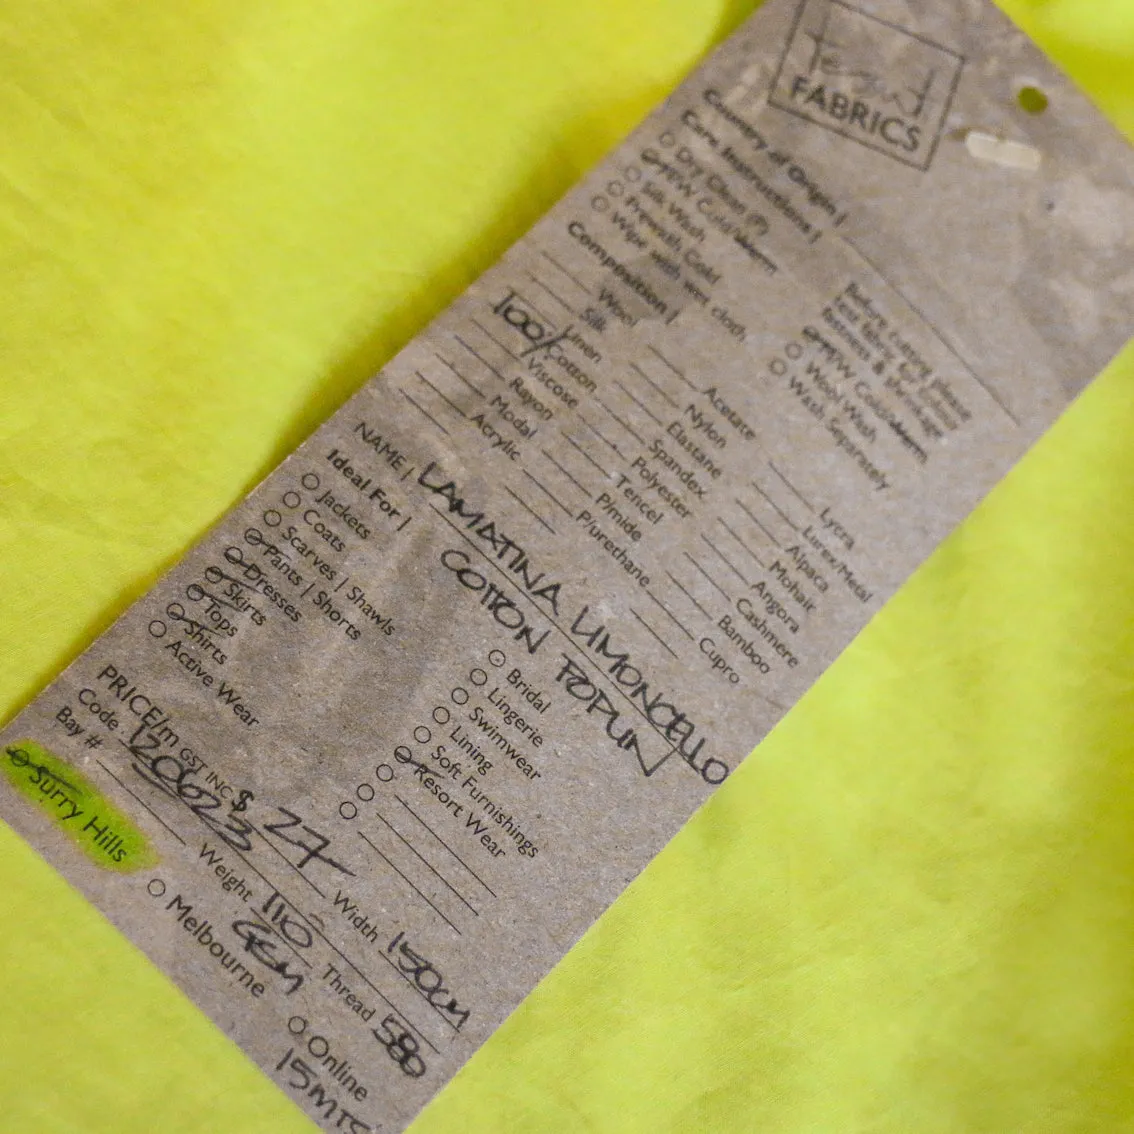 FABRICS
Country of Origin |
Care Instructions |
Dry Clean (P)
H/W Cold/Warm
Silk Wash
Prewash Cold
Wipe with wet cloth
Before cutting please
test fabric for colour
fastness & shrinkage
M/W Cold/Warm
Wool Wash
Wash Separately
Composition |
Wool
Silk
Linen
100/ Cotton
Viscose
Rayon
Modal
Acrylic
Acetate
Nylon
Elastane
Spandex
Polyester
Tencel
P/mide
P/urethane
Lycra
Lurex/Metal
Alpaca
Mohair
Angora
Cashmere
Bamboo
Cupro
NAME | LAMATINA LIMONCELLO
COTTON POPLIN
Ideal For |
Jackets
Coats
Scarves | Shawls
Pants | Shorts
Dresses
Skirts
Tops
Shirts
Active Wear
Bridal
Lingerie
Swimwear
Lining
Soft Furnishings
Resort Wear
PRICE/m GST INC $ 27-
Width 150CM
Code 120623
Weight 110 GSM
Thread 580
Bay #
Surry Hills
Melbourne
Online
15MTS